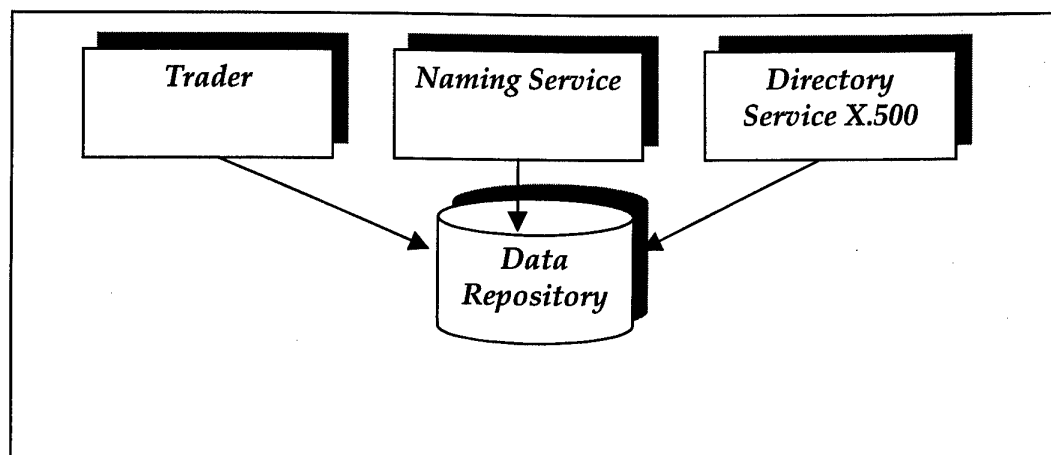 Trader
Naming Service
Directory
Service X.500
Data
Repository